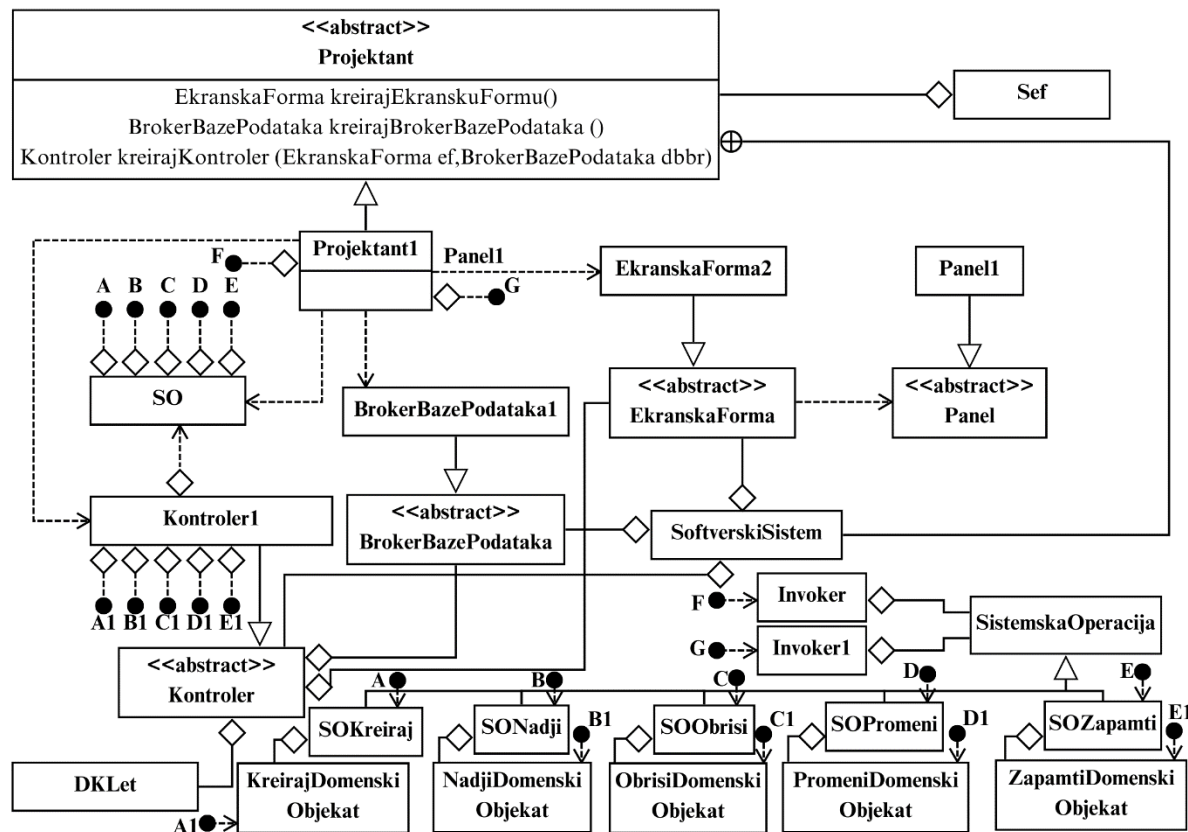 <<abstract>>
Projektant
EkranskaForma kreirajEkranskuFormu()
BrokerBazePodataka kreirajBrokerBazePodataka ()
Kontroler kreirajKontroler (EkranskaForma ef,BrokerBazePodataka dbbr)
Sef
Projektant1
F
Panel1
G
EkranskaForma2
Panel1
A B C D E
SO
BrokerBazePodataka1
<<abstract>>
EkranskaForma
<<abstract>>
Panel
Kontroler1
<<abstract>>
BrokerBazePodataka
SoftverskiSistem
A1 B1 C1 D1 E1
F
Invoker
SistemskaOperacija
G
Invoker1
<<abstract>>
Kontroler
A
B
C
D
E
SOKreiraj
SONadji
B1
SOObrisi
C1
SOPromeni
D1
SOZapamti
E1
DKLet
KreirajDomenski
Objekat
NadjiDomenski
Objekat
ObrisiDomenski
Objekat
PromeniDomenski
Objekat
ZapamtiDomenski
Objekat
A1